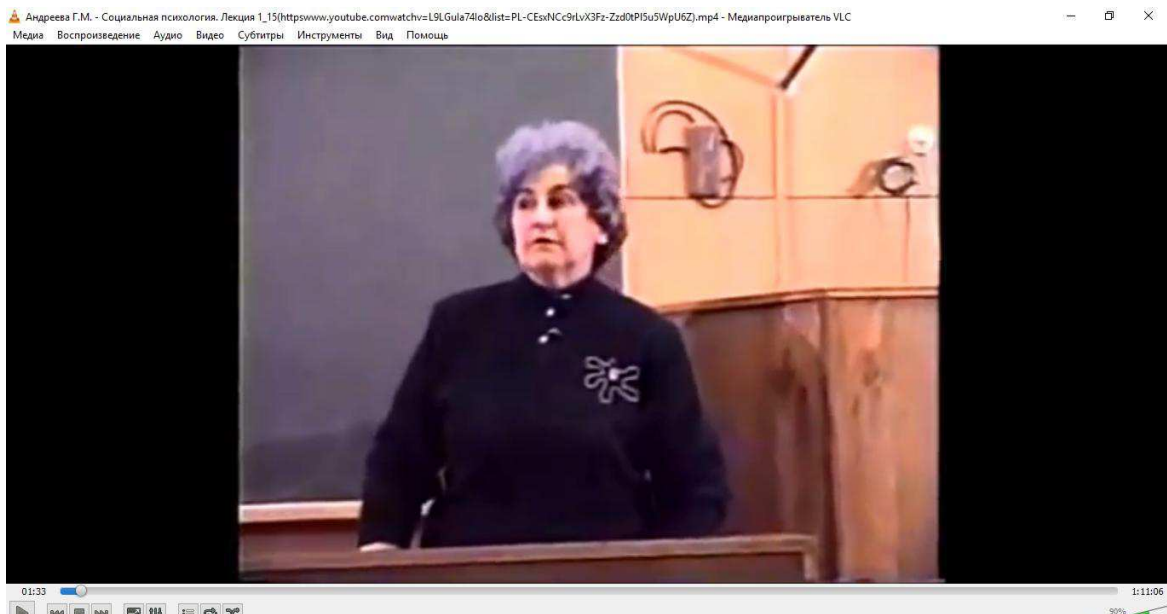 Андреева Г.М. - Социальная психология. Лекция 1_15(httpswww.youtube.comwatchv=L9LGula74lo&list=PL-CEsxNCc9rLvX3Fz-Zzd0tPI5u5WpU6Z).mp4 - Медиапроигрыватель VLC
Медиа Воспроизведение Аудио Видео Субтитры Инструменты Вид Помощь
01:33 1:11:06
90%